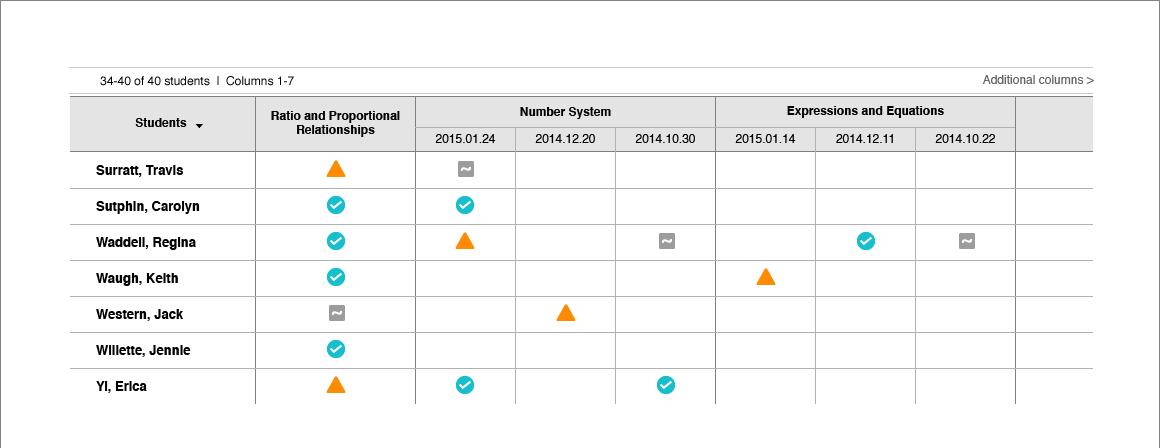 34-40 of 40 students | Columns 1-7
Additional columns >
Students
Ratio and Proportional
Relationships
Number System
Expressions and Equations
2015.01.24 2014.12.20 2014.10.30 2015.01.14 2014.12.11 2014.10.22
Surratt, Travis
Sutphin, Carolyn
Waddell, Regina
Waugh, Keith
Western, Jack
Willette, Jennie
Yi, Erica